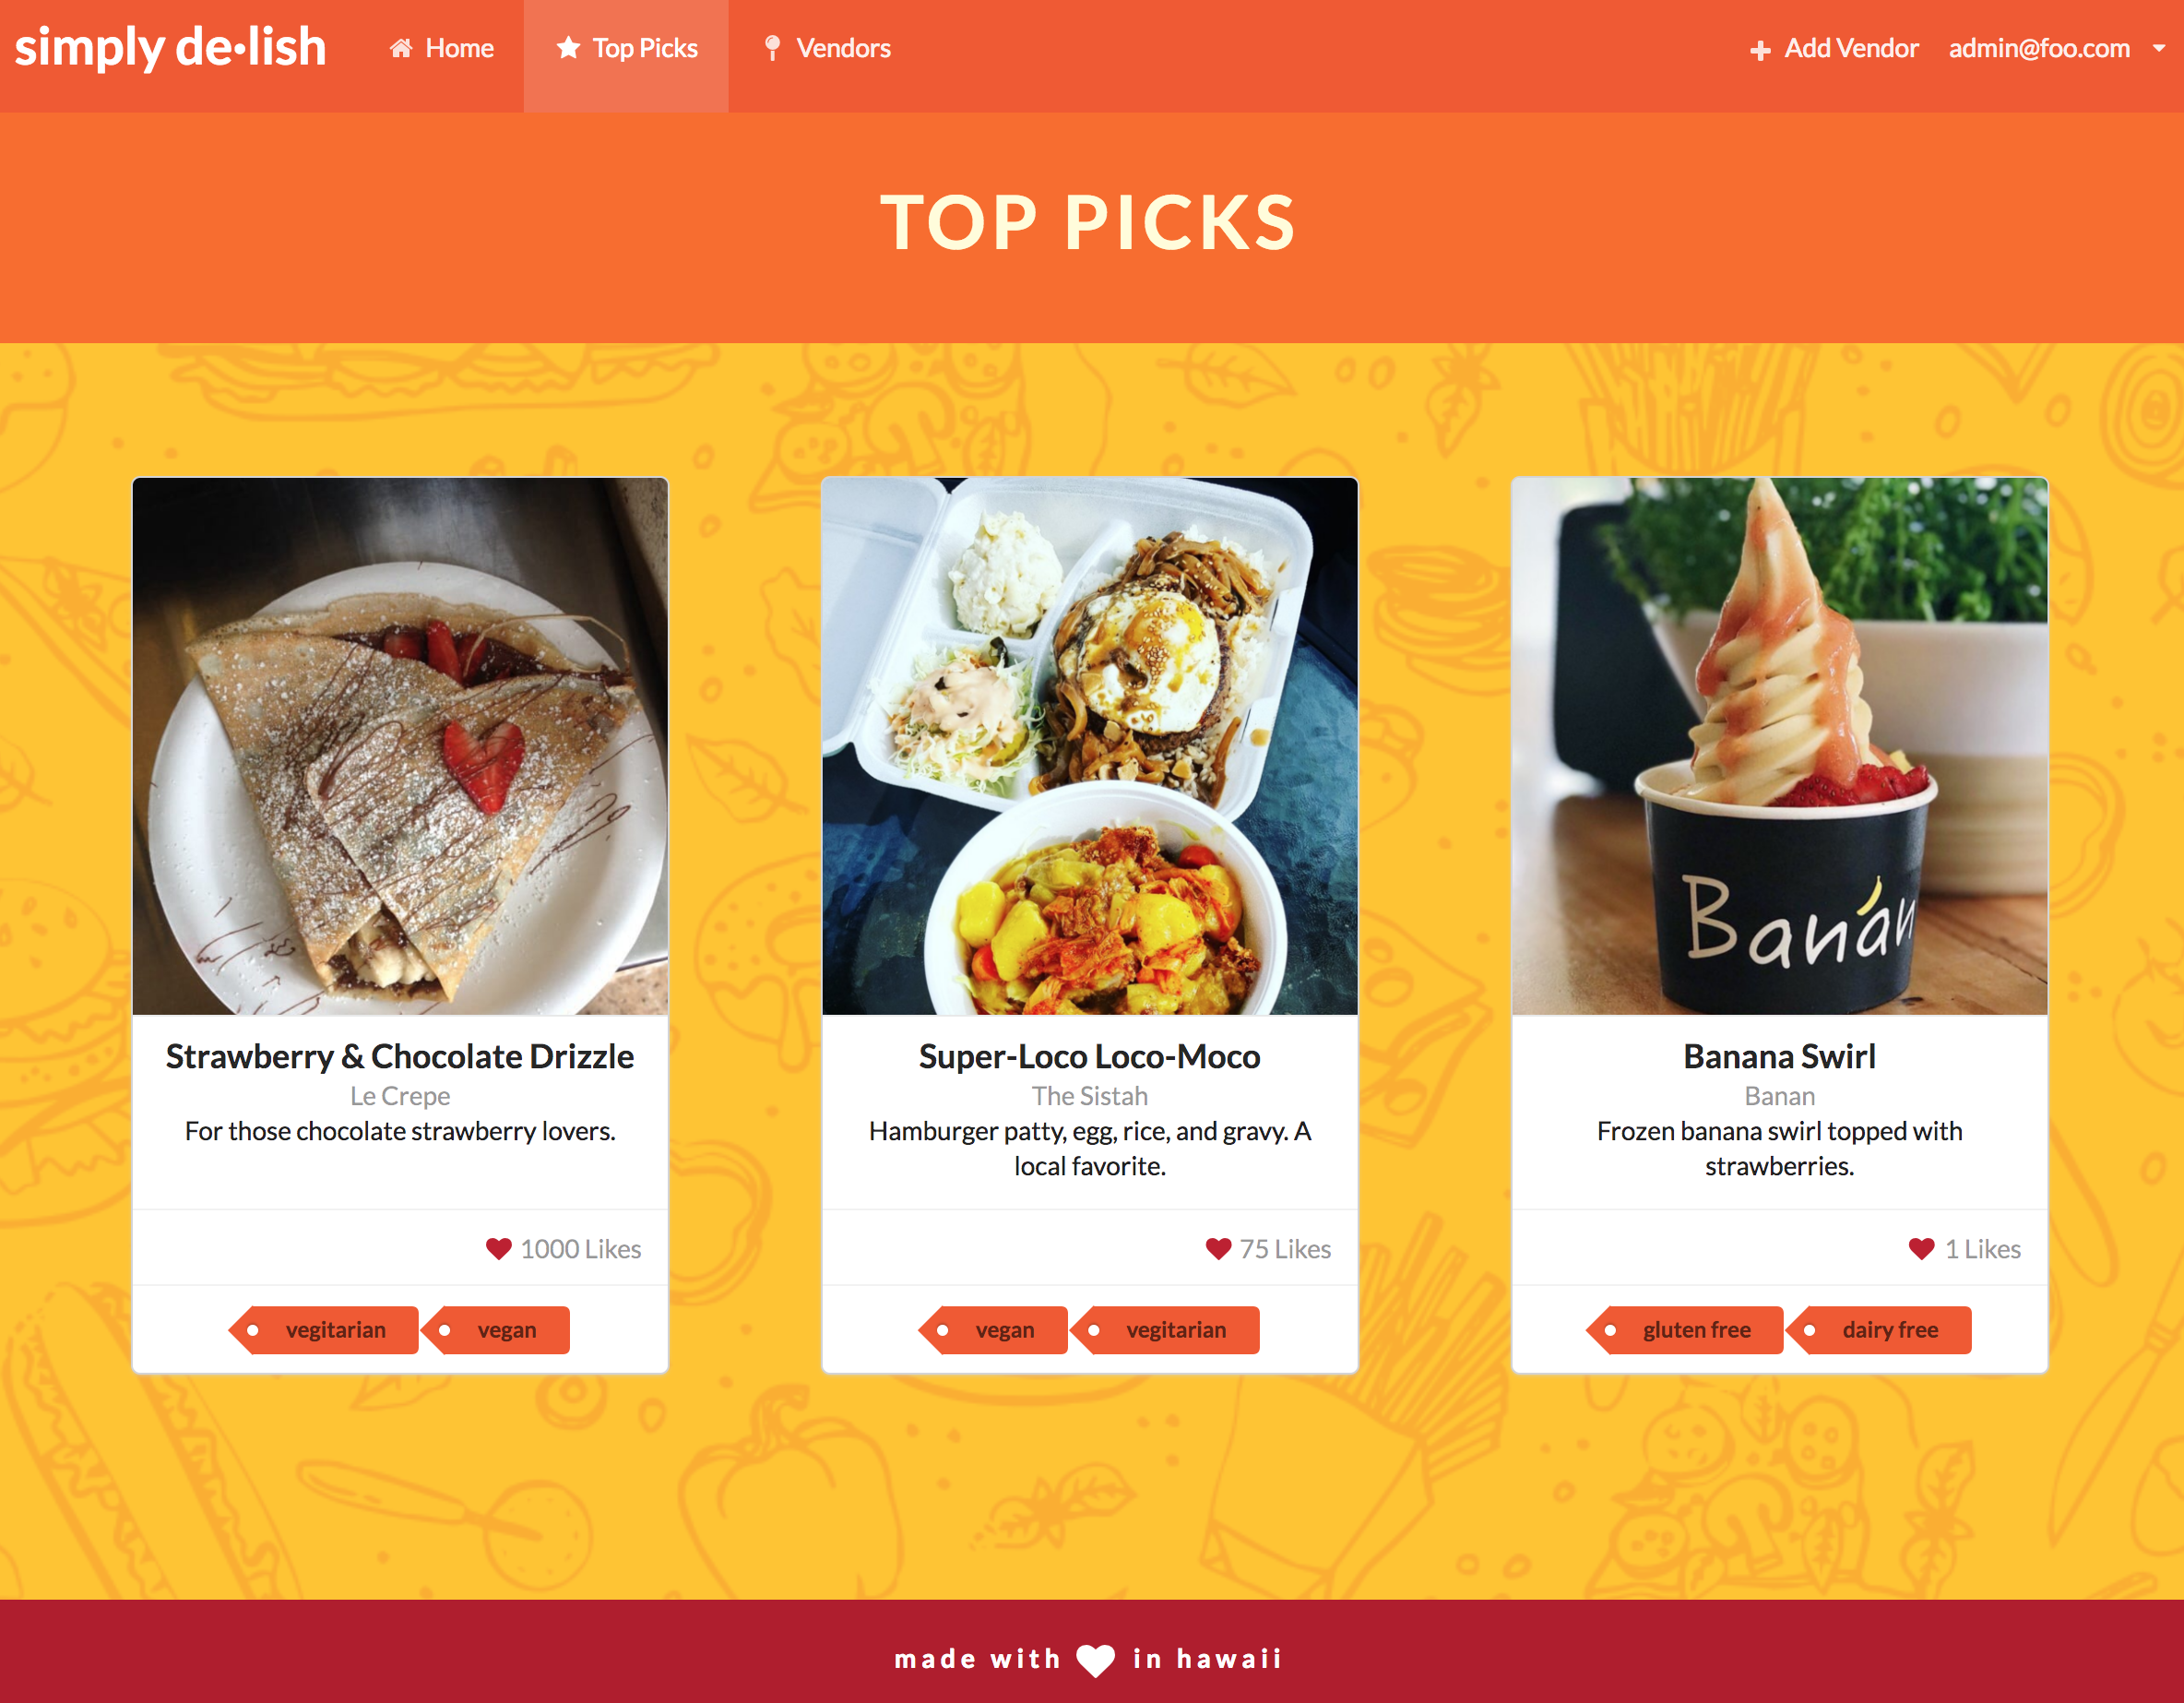 simply de•lish Home Top Picks Vendors Add Vendor admin@foo.com
TOP PICKS
Banán
Strawberry & Chocolate Drizzle
Le Crepe
For those chocolate strawberry lovers.
1000 Likes
vegitarian vegan
Super-Loco Loco-Moco
The Sistah
Hamburger patty, egg, rice, and gravy. A
local favorite.
75 Likes
vegan vegitarian
Banana Swirl
Banan
Frozen banana swirl topped with
strawberries.
1 Likes
gluten free dairy free
made with in hawaii